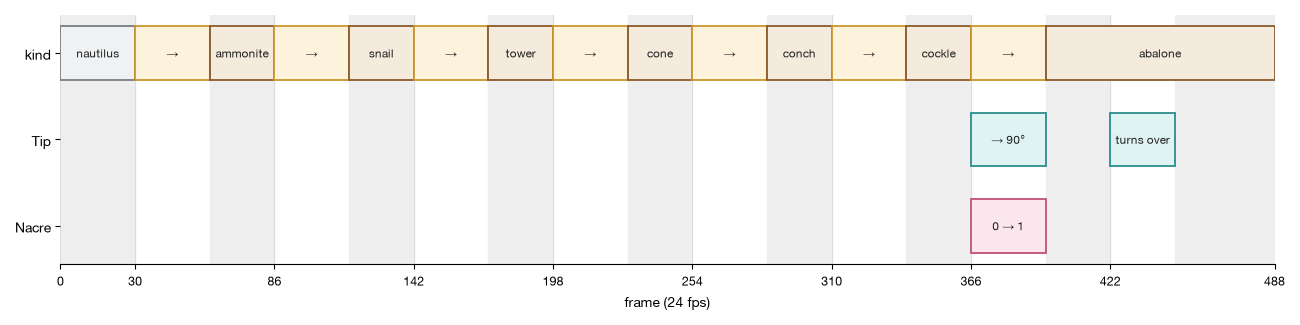 kind
nautilus → ammonite → snail → tower → cone → conch → cockle → abalone
Tip
→ 90° turns over
Nacre
0 → 1
0 30 86 142 198 254 310 366 422 488
frame (24 fps)